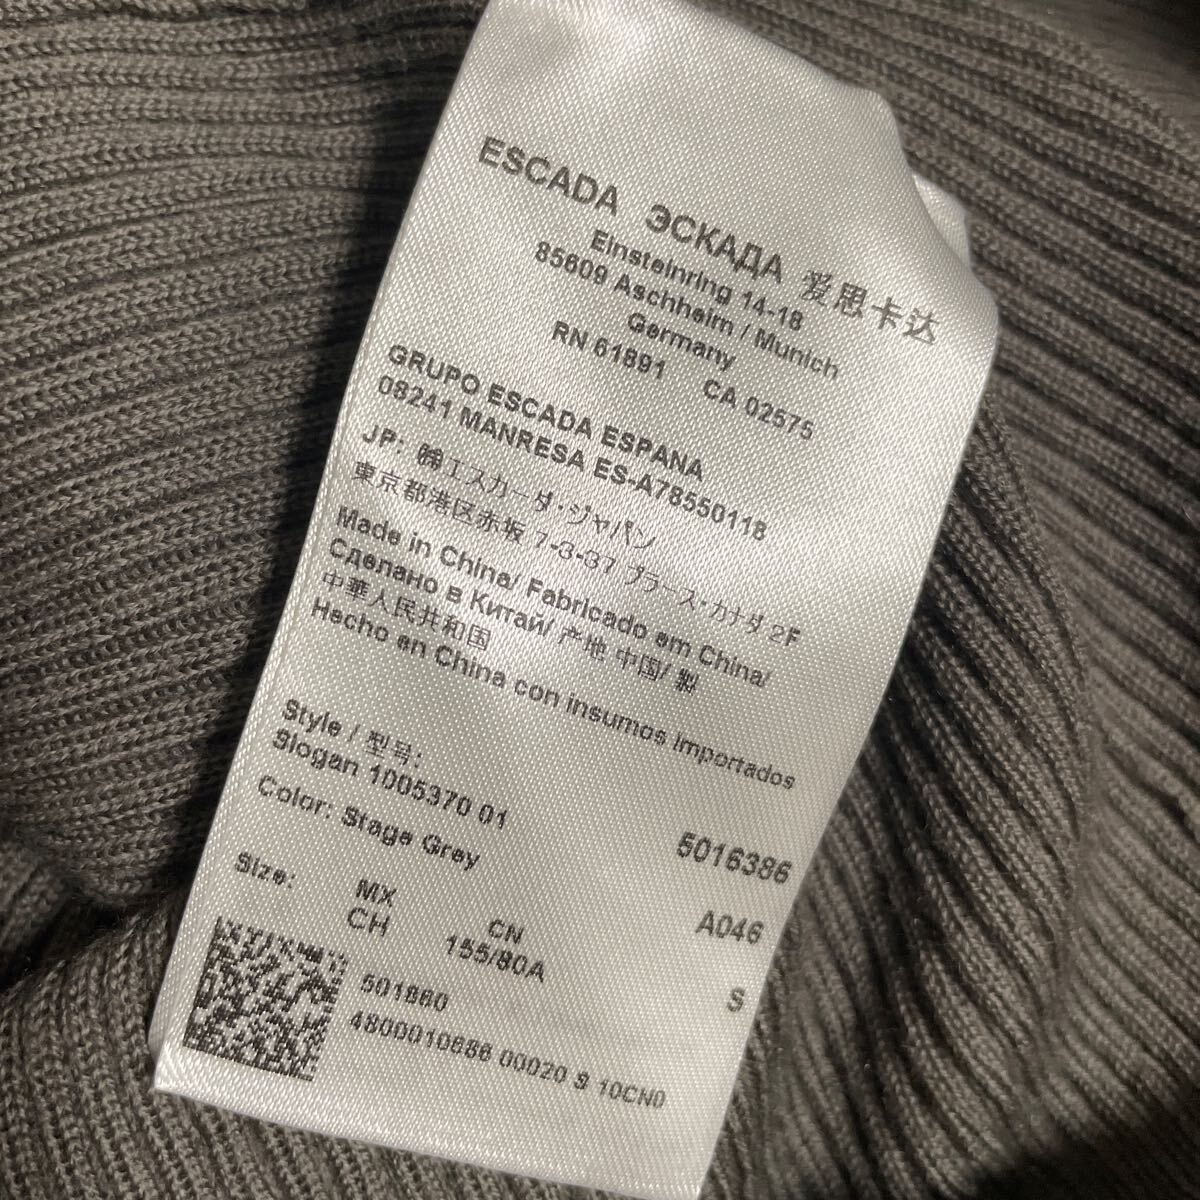 ESCADA ЭСКАДА 爱思卡达
Einsteinring 14-18
85609 Aschheim / Munich
Germany
RN 61891 CA 02575
GRUPO ESCADA ESPANA
08241 MANRESA ES-A78550118
JP: ㈱エスカーダ・ジャパン
東京都港区赤坂 7-3-37 プラース・カナダ 2F
Made in China/ Fabricado em China/
Сделано в Китай/ 产地 中国/ 製
中華人民共和国
Hecho en China con insumos importados
Style / 型号:
Slogan 1005370 01 5016386
Color: Stage Grey A046
Size: MX CN S
CH 155/80A
501860
4800010686 00020 S 10CN0